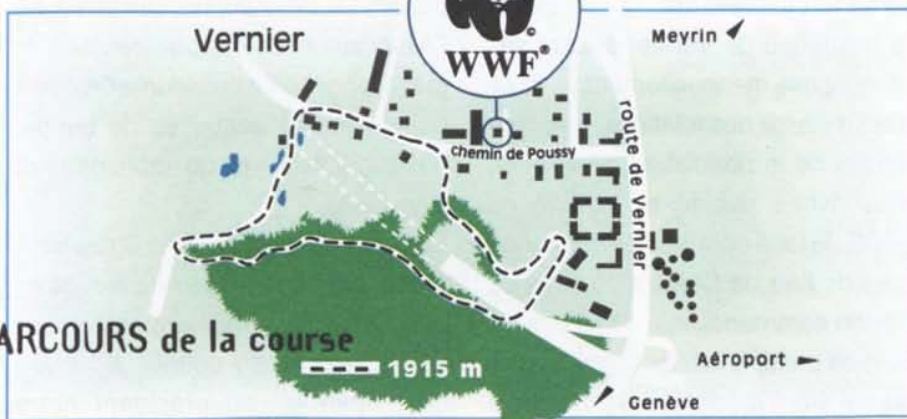 WWF®
©
Vernier
Meyrin
chemin de Poussy
route de Vernier
ARCOURS de la course
1915 m
Aéroport
Genève